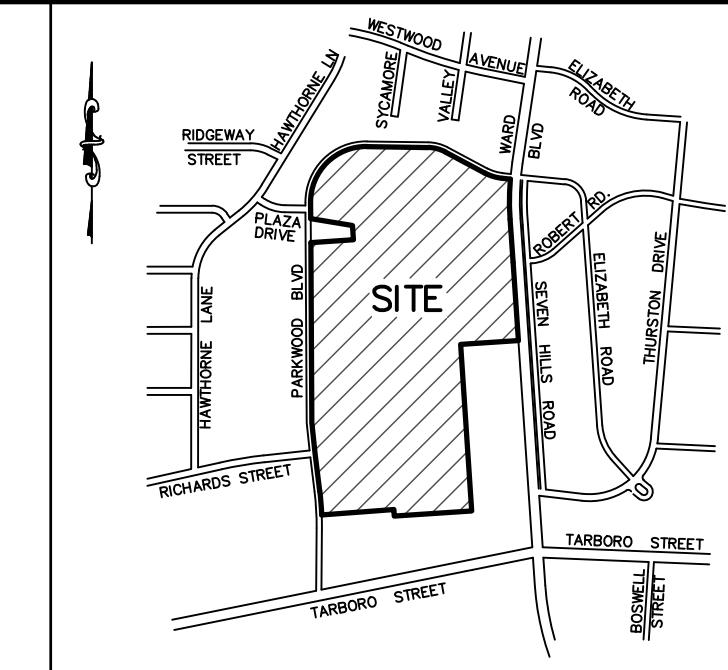 WESTWOOD
AVENUE
SYCAMORE
VALLEY
ELIZABETH
ROAD
HAWTHORNE LN
RIDGEWAY
STREET
WARD
BLVD
PLAZA
DRIVE
ROBERT RD.
PARKWOOD BLVD
SITE
HAWTHORNE LANE
SEVEN HILLS ROAD
ELIZABETH ROAD
THURSTON DRIVE
RICHARDS STREET
TARBORO STREET
TARBORO STREET
BOSWELL
STREET